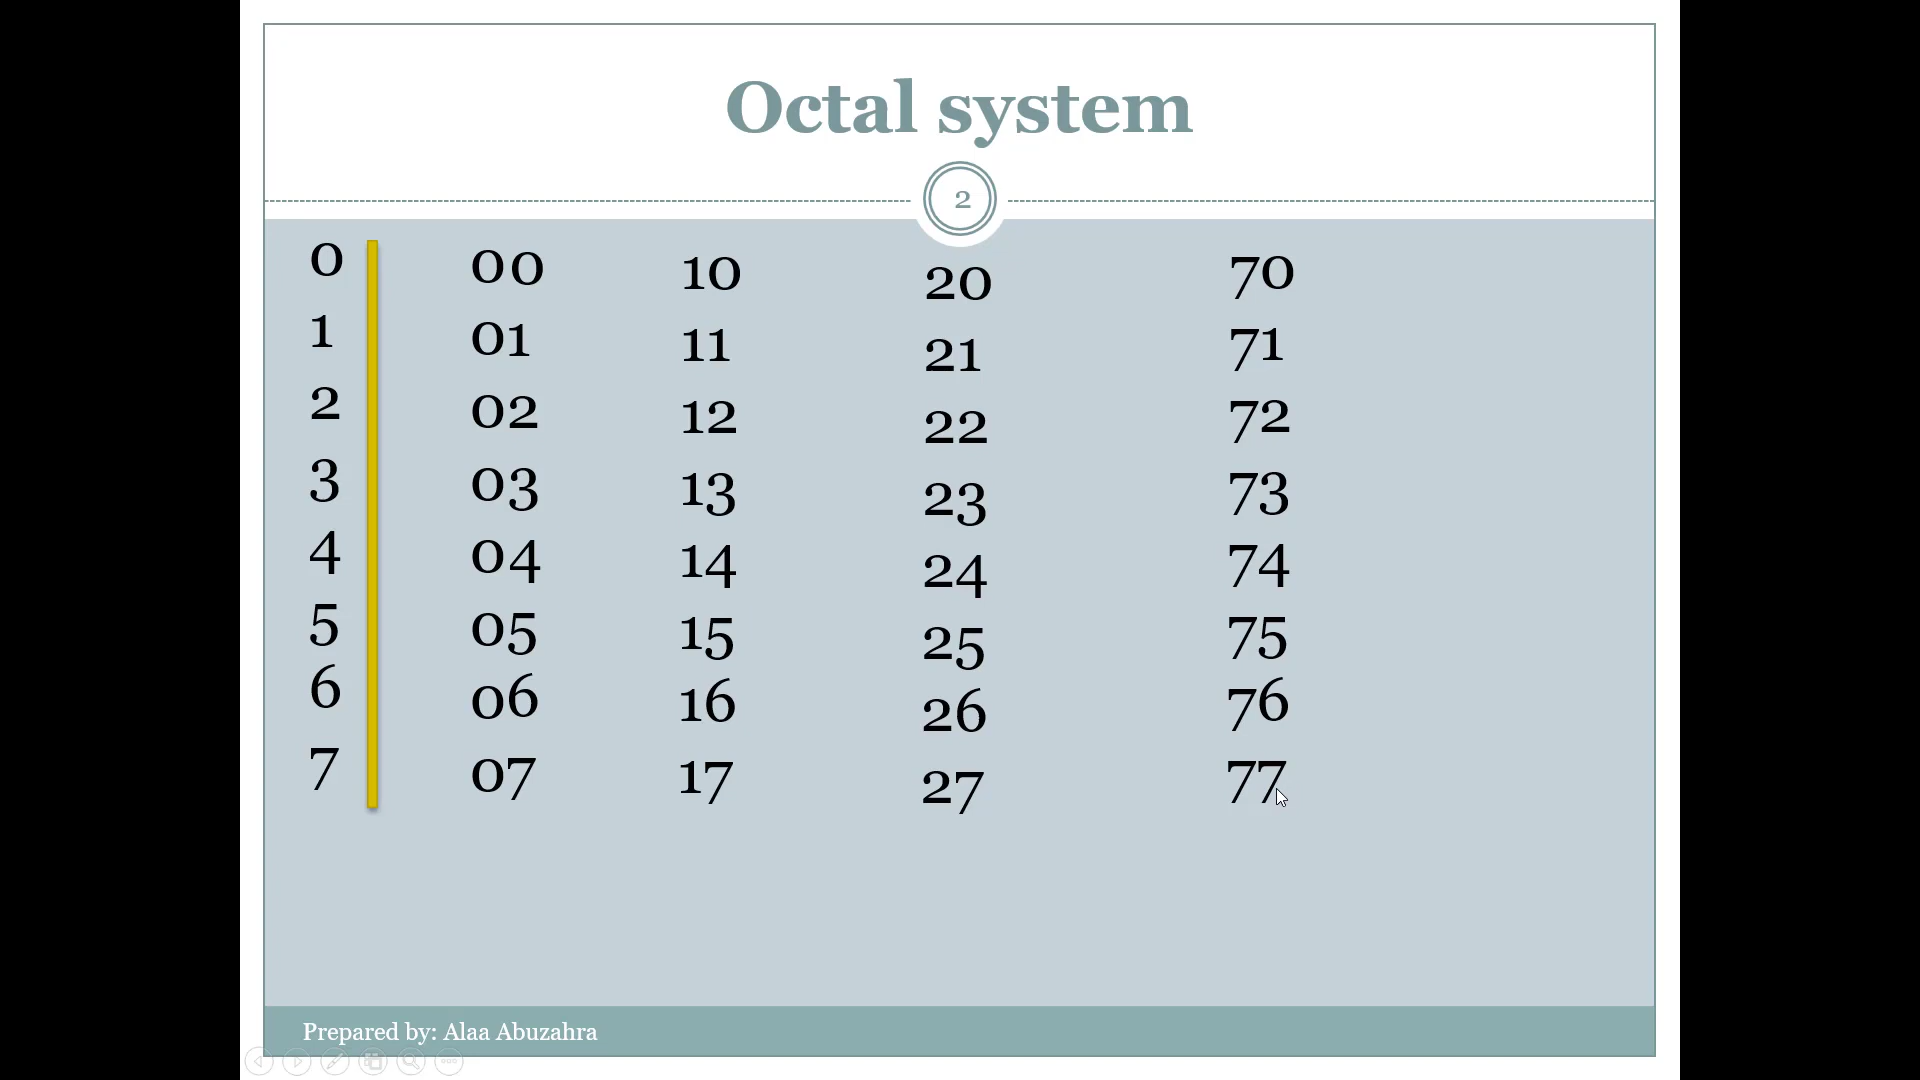 Octal system
2
0 00 10 20 70
1 01 11 21 71
2 02 12 22 72
3 03 13 23 73
4 04 14 24 74
5 05 15 25 75
6 06 16 26 76
7 07 17 27 77
Prepared by: Alaa Abuzahra